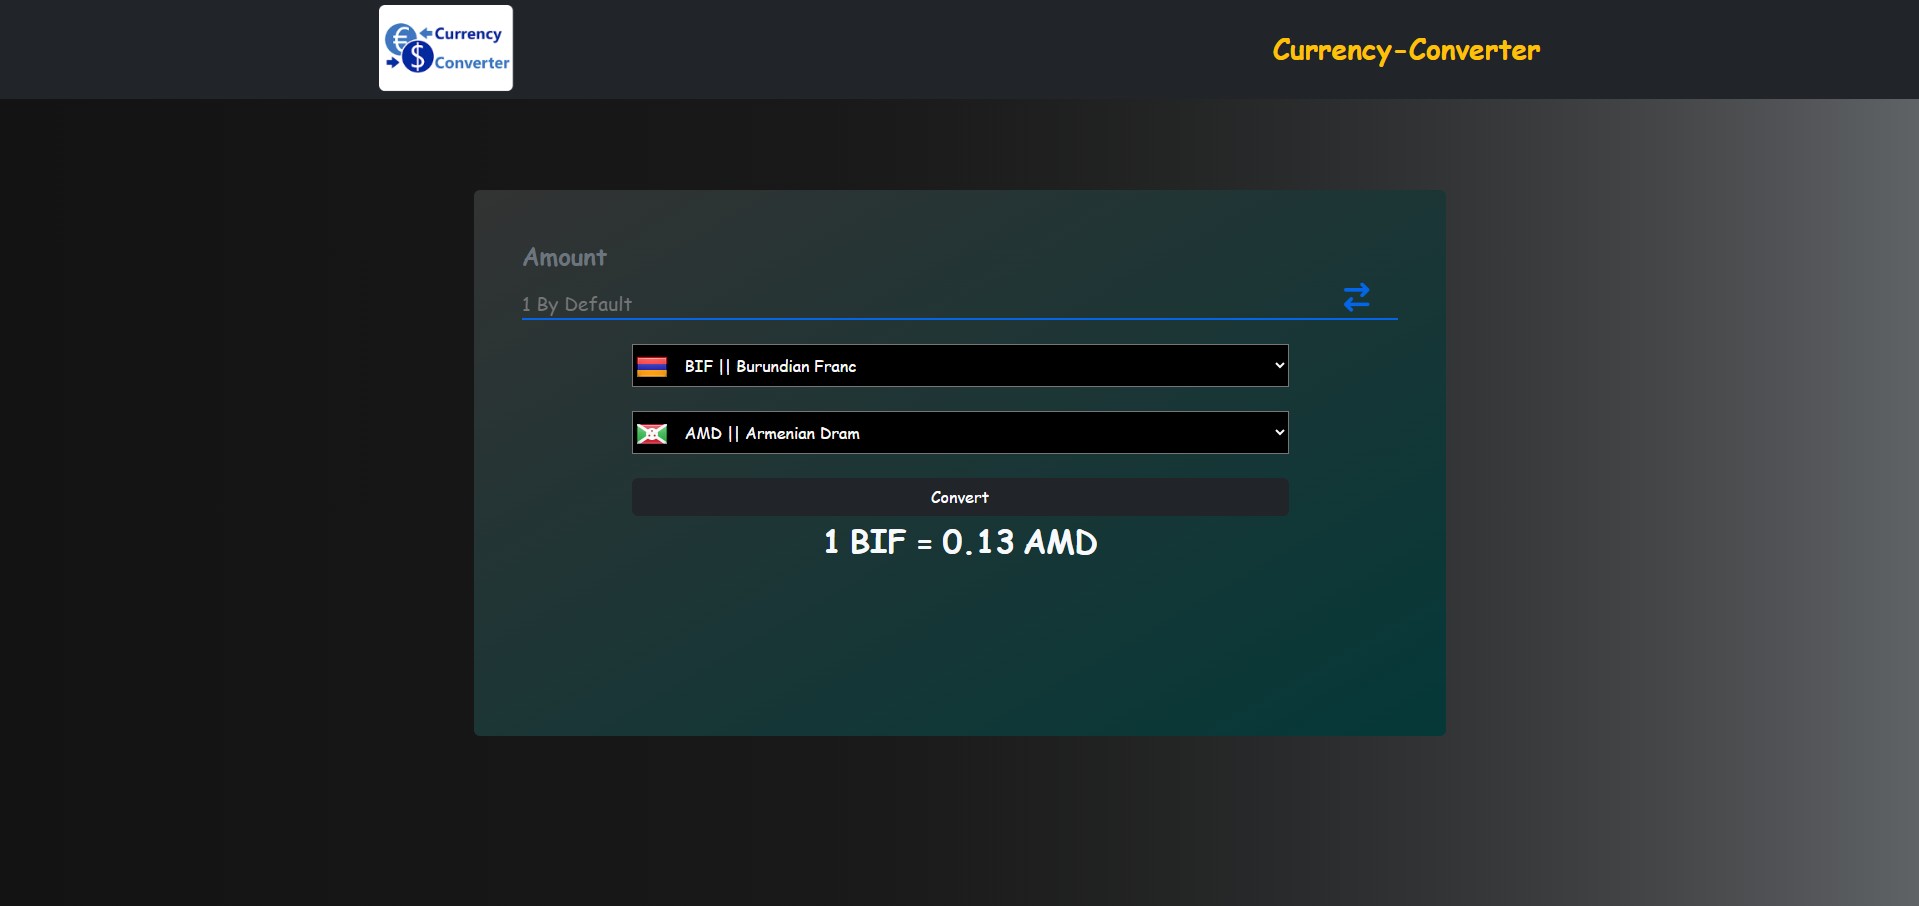 Currency
Converter
Currency-Converter
Amount
1 By Default
BIF || Burundian Franc
AMD || Armenian Dram
Convert
1 BIF = 0.13 AMD